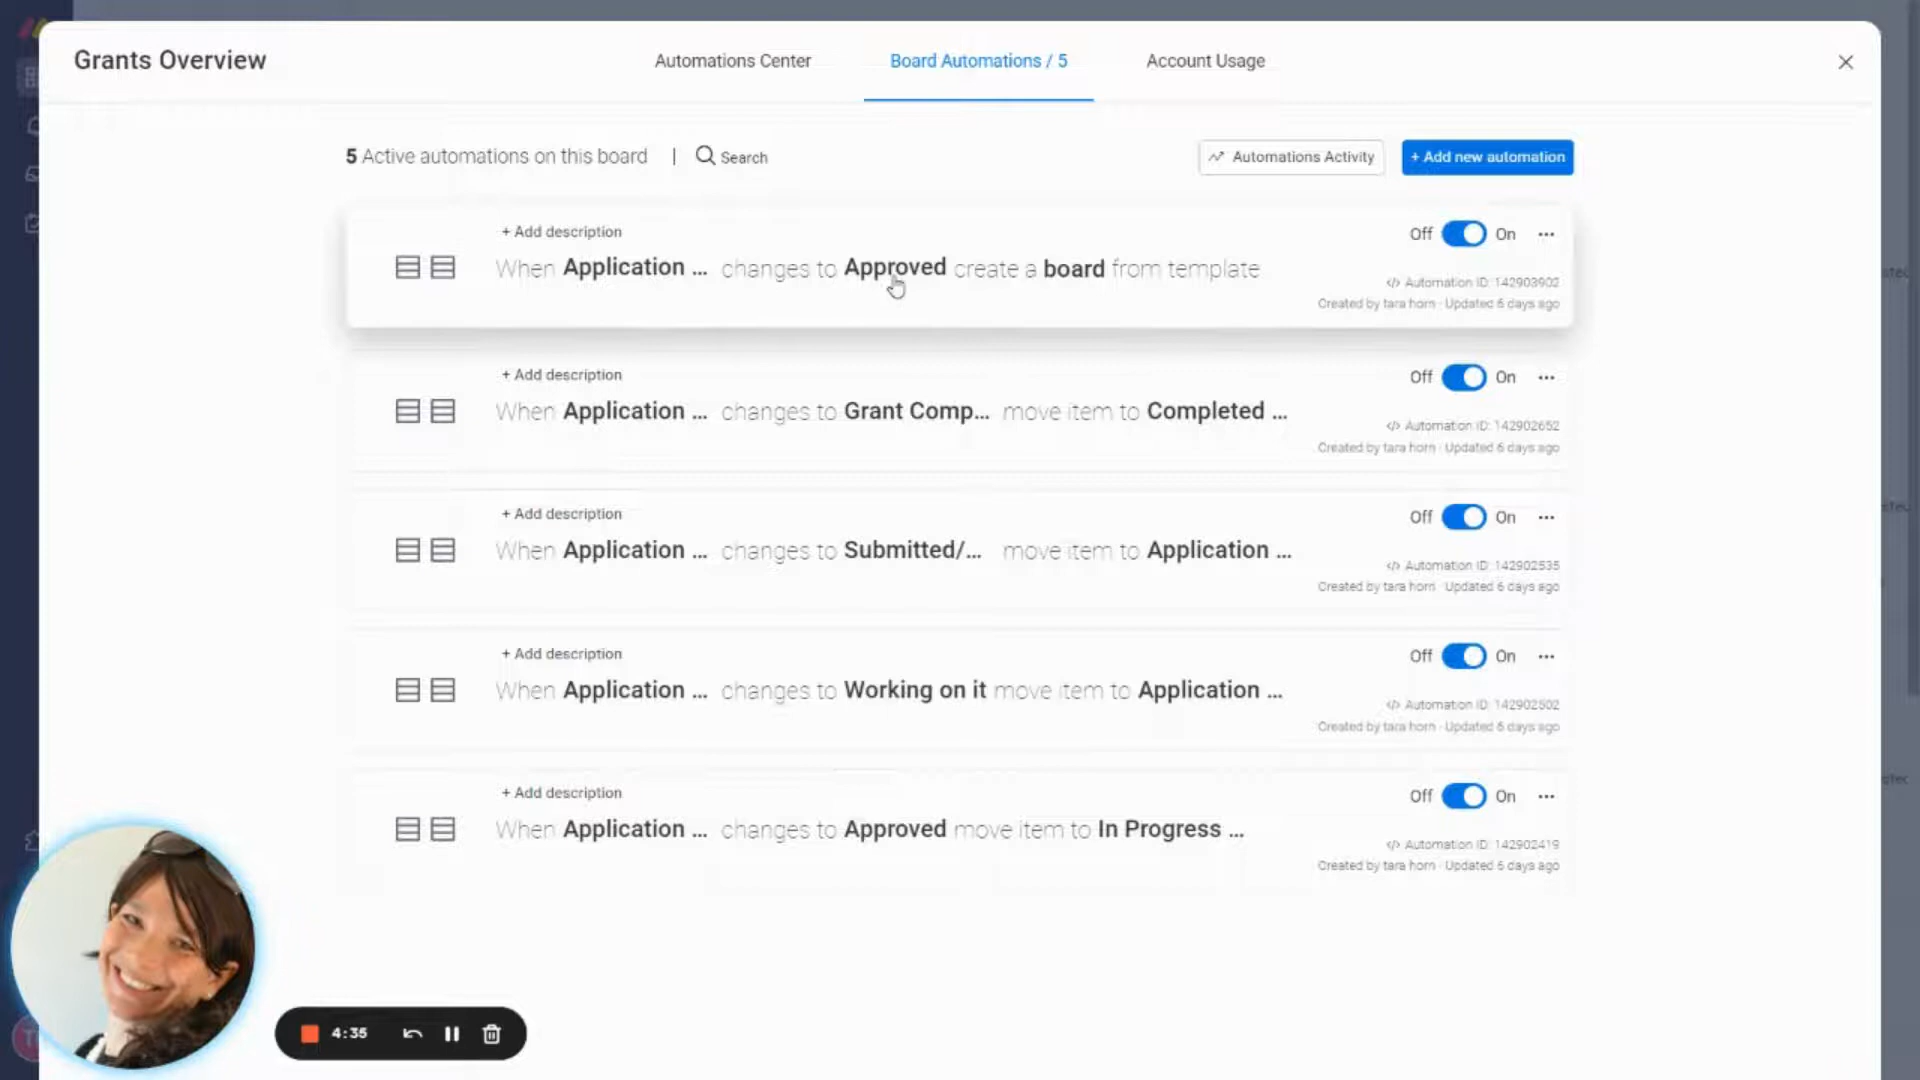 Grants Overview
Automations Center
Board Automations / 5
Account Usage
5 Active automations on this board | Search
Automations Activity
+ Add new automation
+ Add description
Off On ...
When Application ... changes to Approved create a board from template
</> Automation ID: 142903902
Created by tara horn · Updated 6 days ago
+ Add description
Off On ...
When Application ... changes to Grant Comp... move item to Completed ...
</> Automation ID: 142902652
Created by tara horn · Updated 6 days ago
+ Add description
Off On ...
When Application ... changes to Submitted/... move item to Application ...
</> Automation ID: 142902535
Created by tara horn · Updated 6 days ago
+ Add description
Off On ...
When Application ... changes to Working on it move item to Application ...
</> Automation ID: 142902502
Created by tara horn · Updated 6 days ago
+ Add description
Off On ...
When Application ... changes to Approved move item to In Progress ...
</> Automation ID: 142902419
Created by tara horn · Updated 6 days ago
4:35